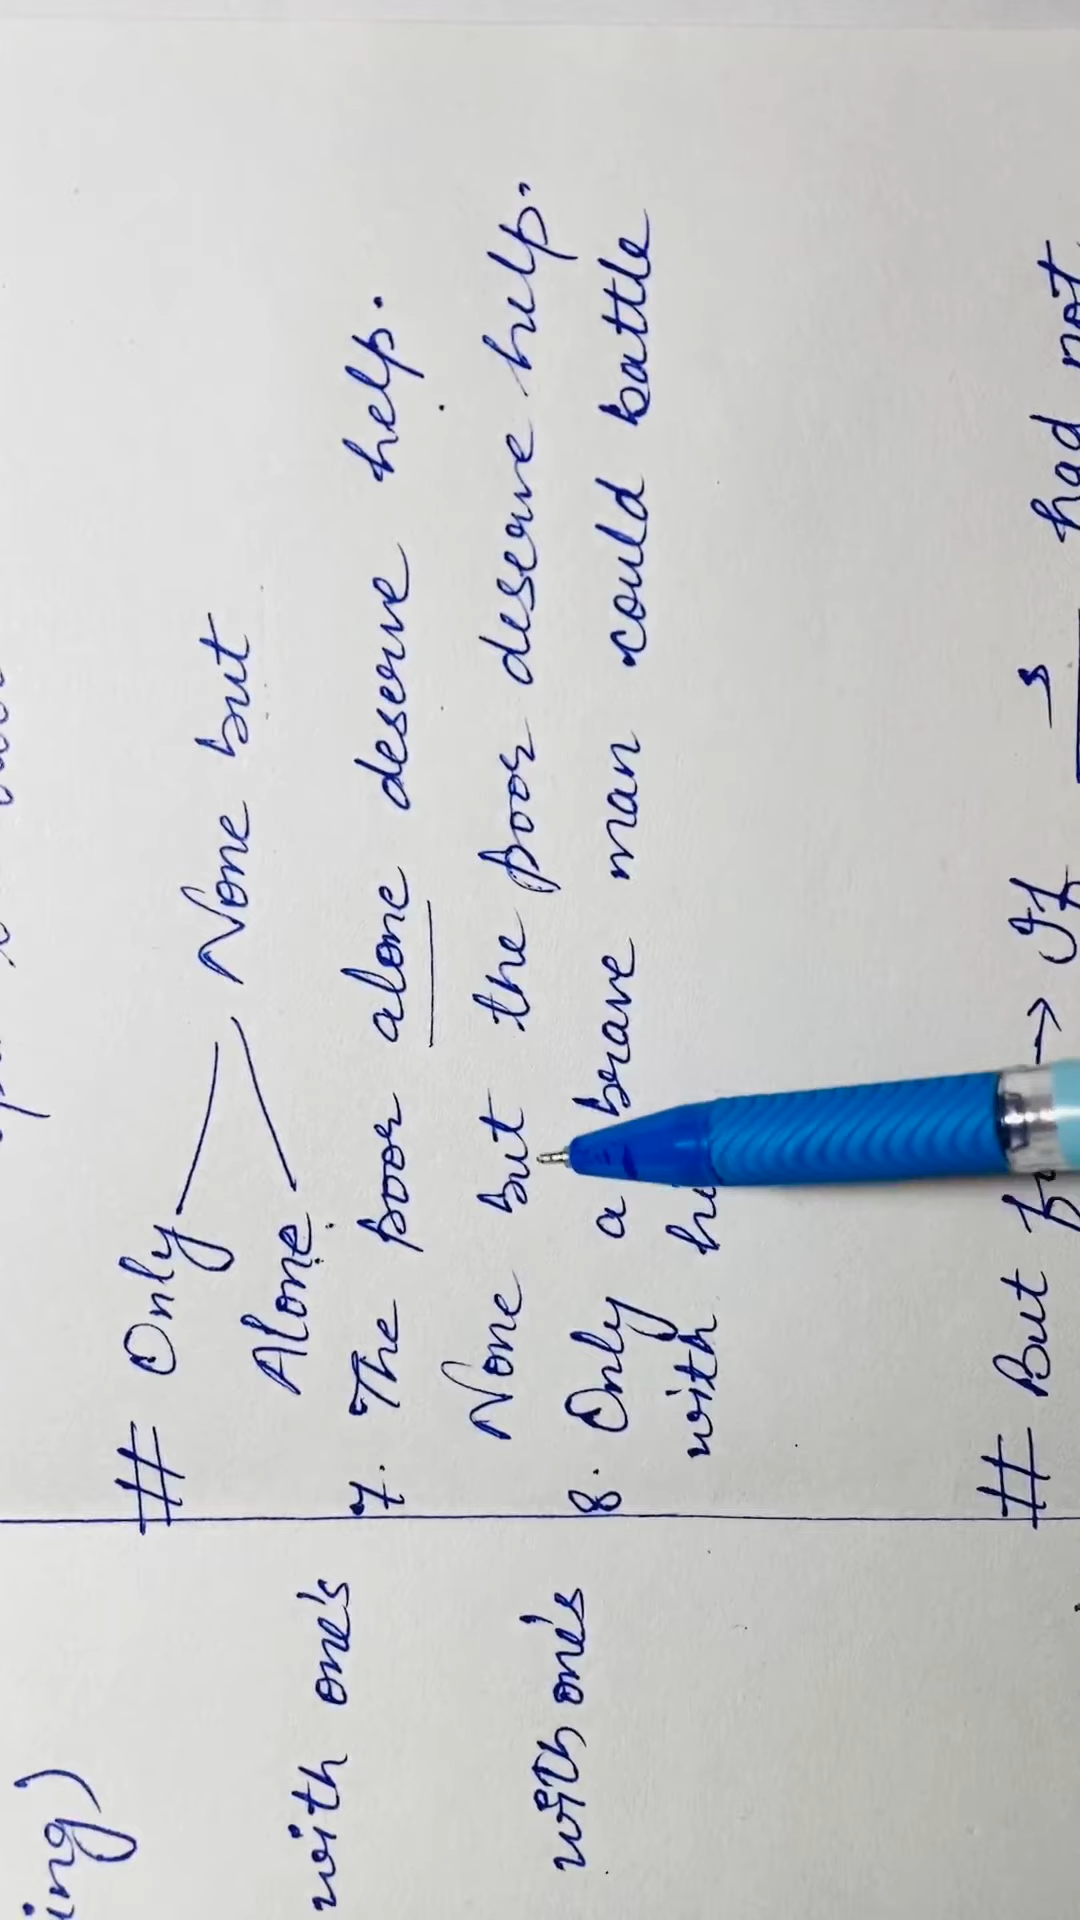 # Only
Alone
None but
7. The poor alone deserve help.
None but the poor deserve help.
8. Only a brave man could battle
with
# But → If s had not
ing)
with one's
with one's